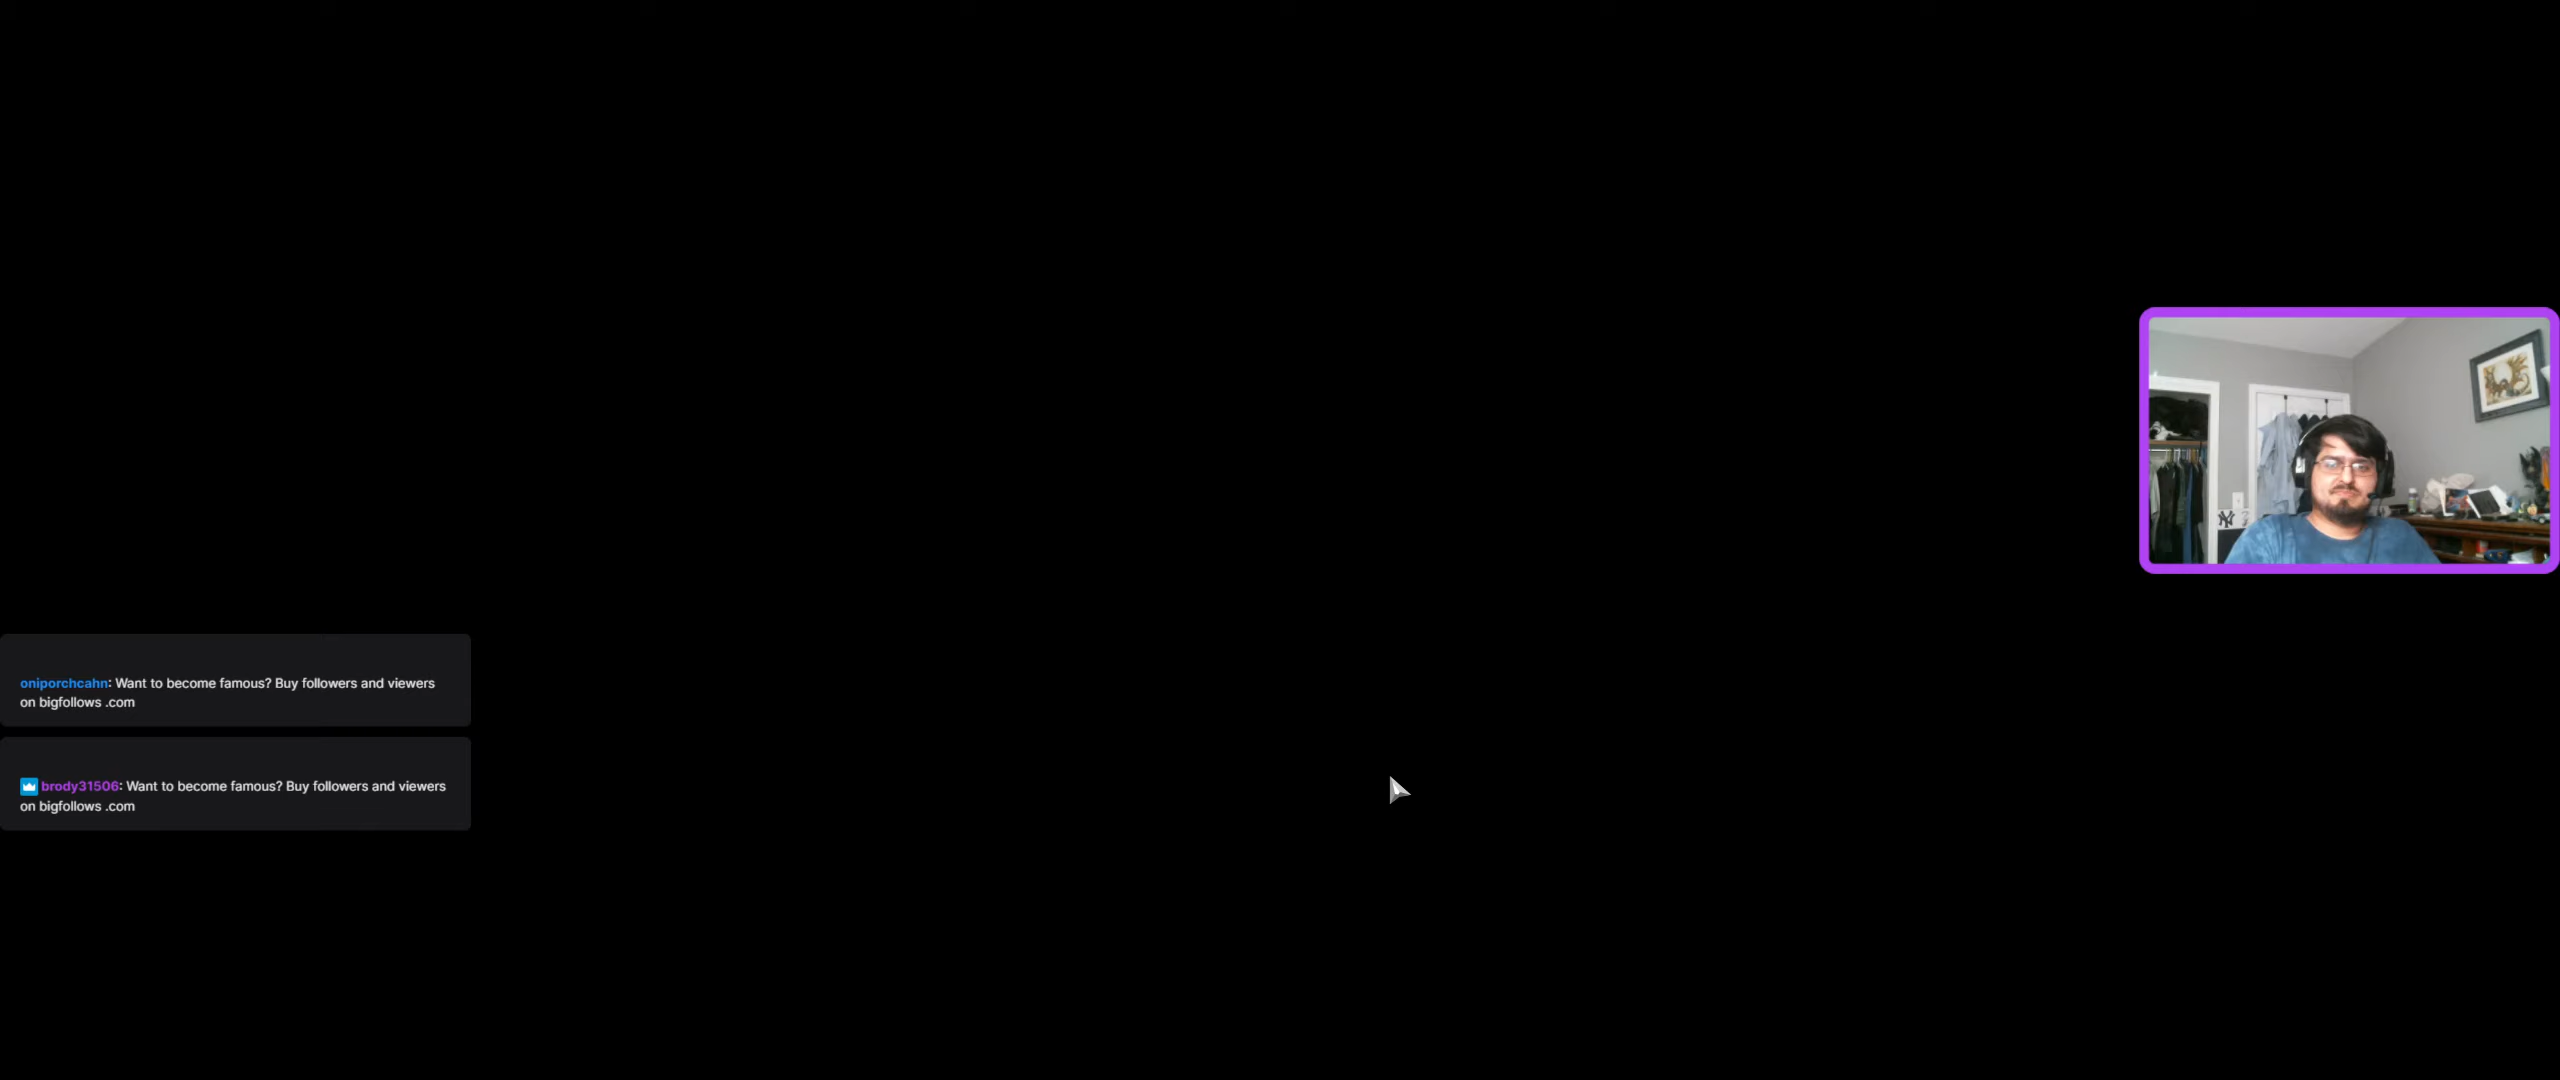 oniporchcahn: Want to become famous? Buy followers and viewers
on bigfollows .com
brody31506: Want to become famous? Buy followers and viewers
on bigfollows .com
NY